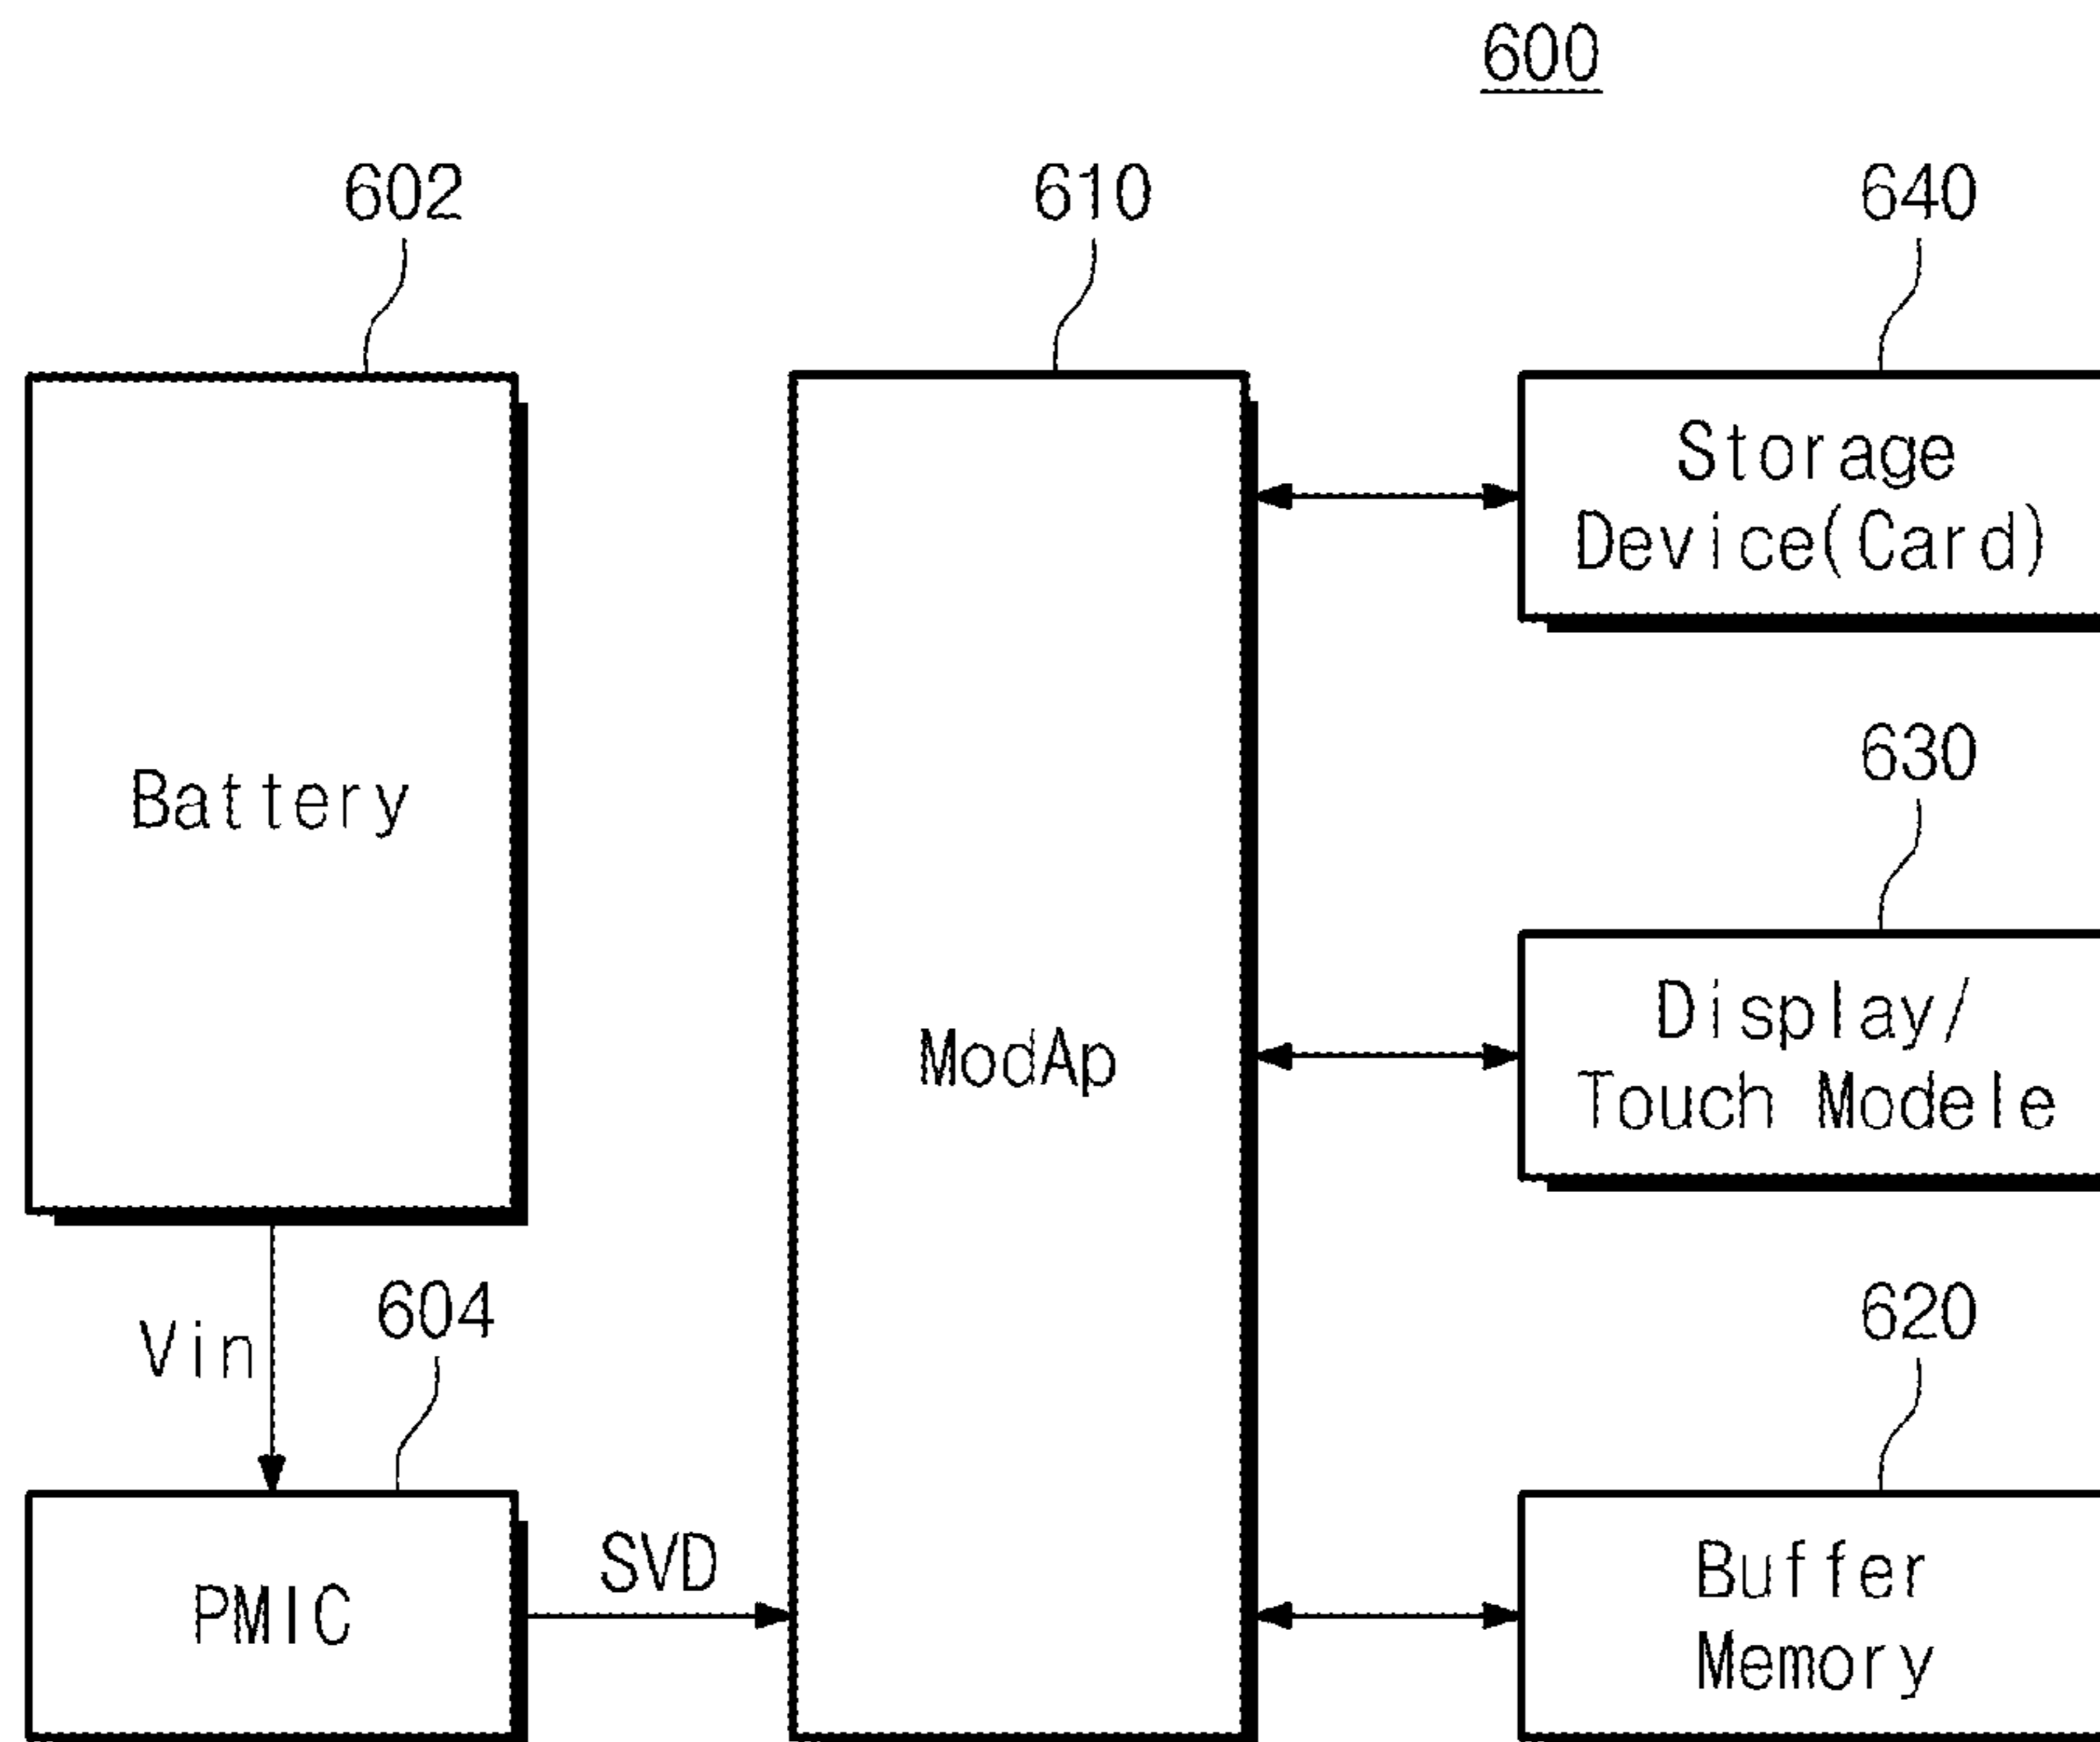 600
602
610
640
Storage
Device(Card)
Battery
630
ModAp
Display/
Touch Modele
Vin
604
620
PMIC
SVD
Buffer
Memory